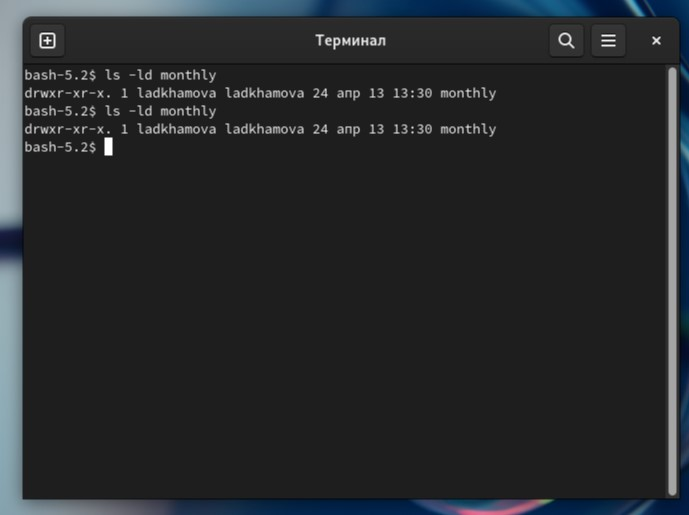 Терминал
bash-5.2$ ls -ld monthly
drwxr-xr-x. 1 ladkhamova ladkhamova 24 апр 13 13:30 monthly
bash-5.2$ ls -ld monthly
drwxr-xr-x. 1 ladkhamova ladkhamova 24 апр 13 13:30 monthly
bash-5.2$